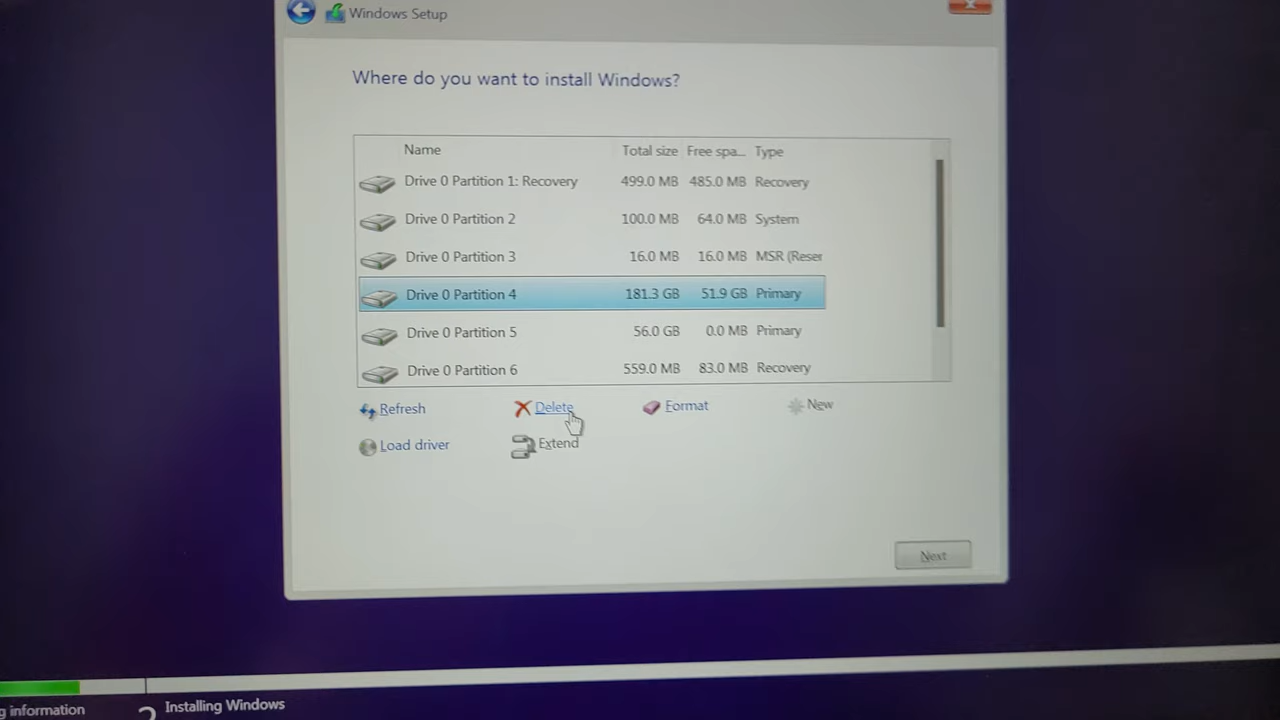 Windows Setup
Where do you want to install Windows?
Name Total size Free spa... Type
Drive 0 Partition 1: Recovery 499.0 MB 485.0 MB Recovery
Drive 0 Partition 2 100.0 MB 64.0 MB System
Drive 0 Partition 3 16.0 MB 16.0 MB MSR (Reser
Drive 0 Partition 4 181.3 GB 51.9 GB Primary
Drive 0 Partition 5 56.0 GB 0.0 MB Primary
Drive 0 Partition 6 559.0 MB 83.0 MB Recovery
Refresh Delete Format New
Load driver Extend
Next
g information 2 Installing Windows